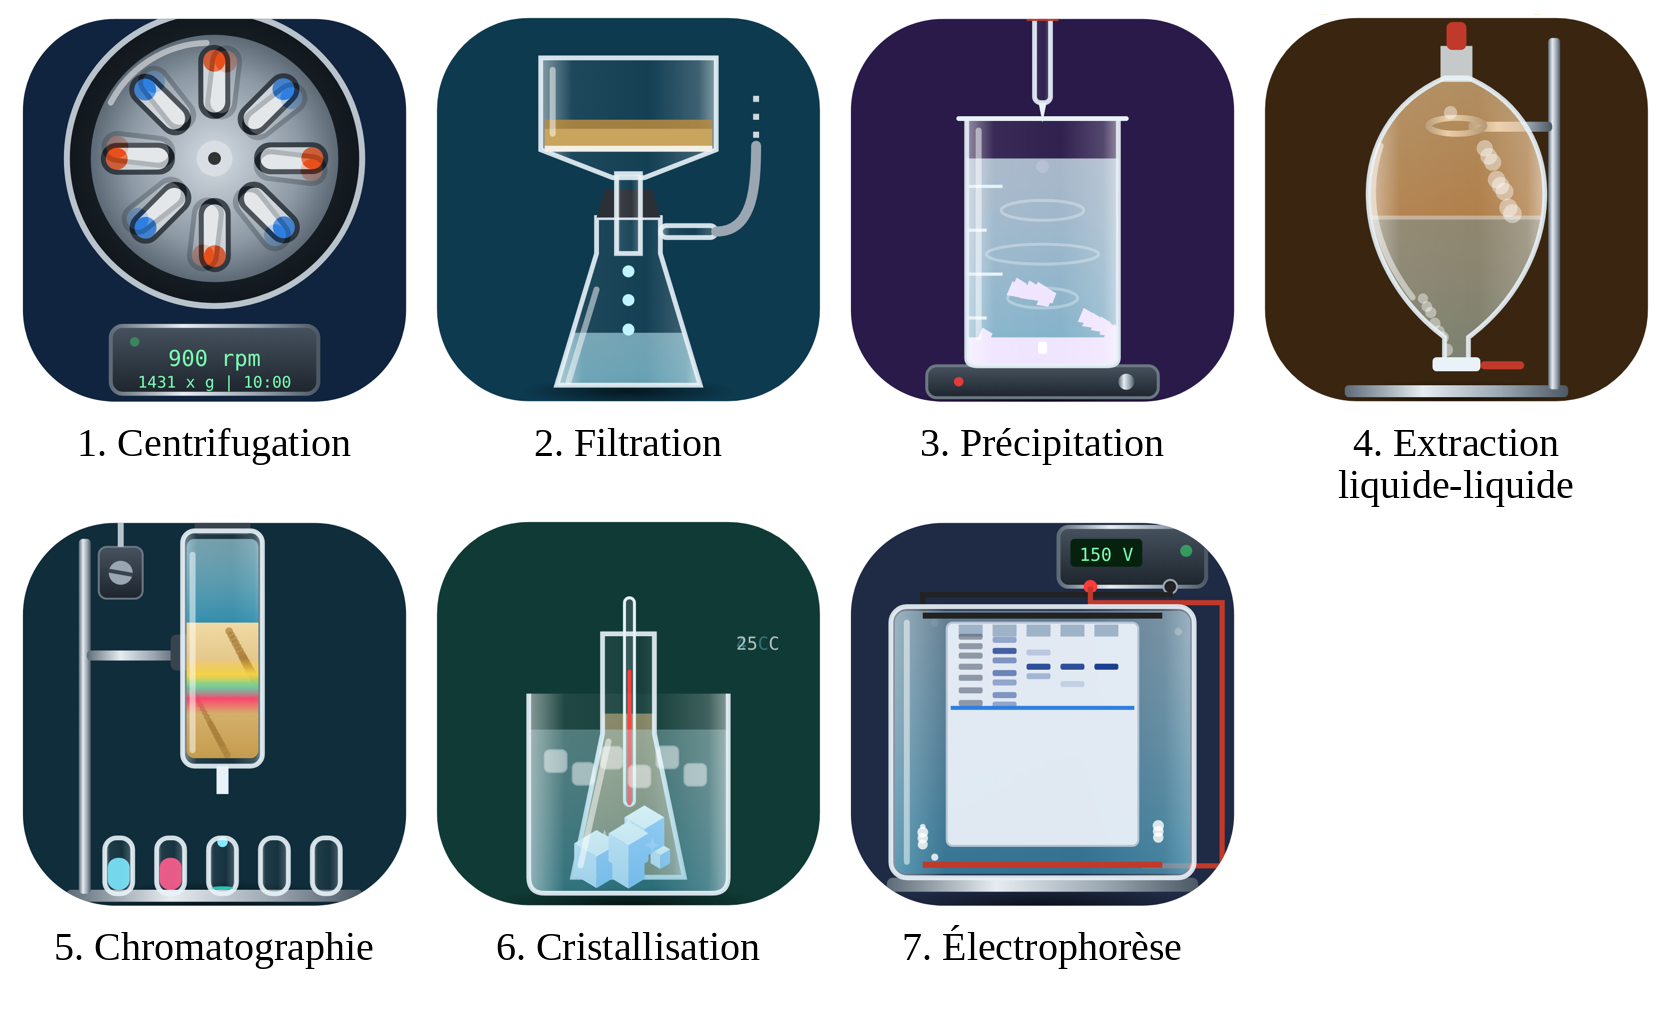 900 rpm
1431 x g | 10:00
1. Centrifugation
2. Filtration
3. Précipitation
4. Extraction
liquide-liquide
150 V
25CC
5. Chromatographie
6. Cristallisation
7. Électrophorèse